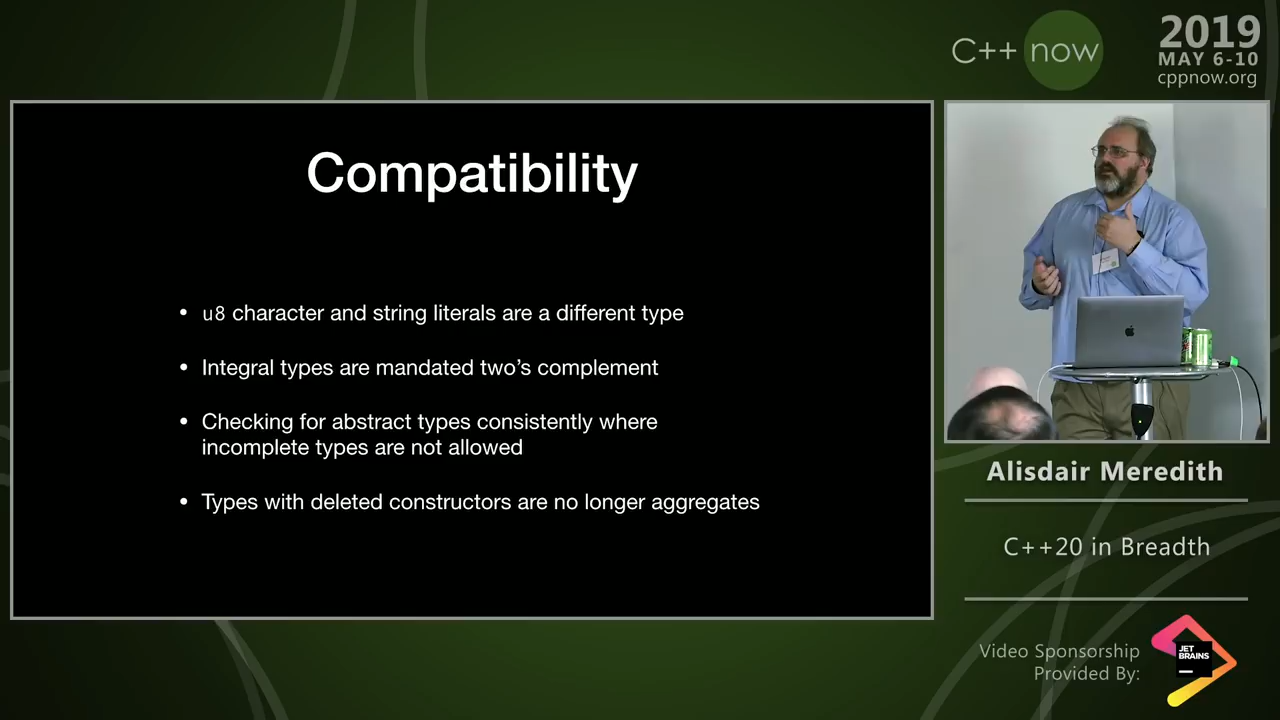 C++ now
2019
MAY 6-10
cppnow.org
Compatibility
• u8 character and string literals are a different type
• Integral types are mandated two's complement
• Checking for abstract types consistently where
incomplete types are not allowed
• Types with deleted constructors are no longer aggregates
Alisdair Meredith
C++20 in Breadth
Video Sponsorship
Provided By:
JET
BRAINS